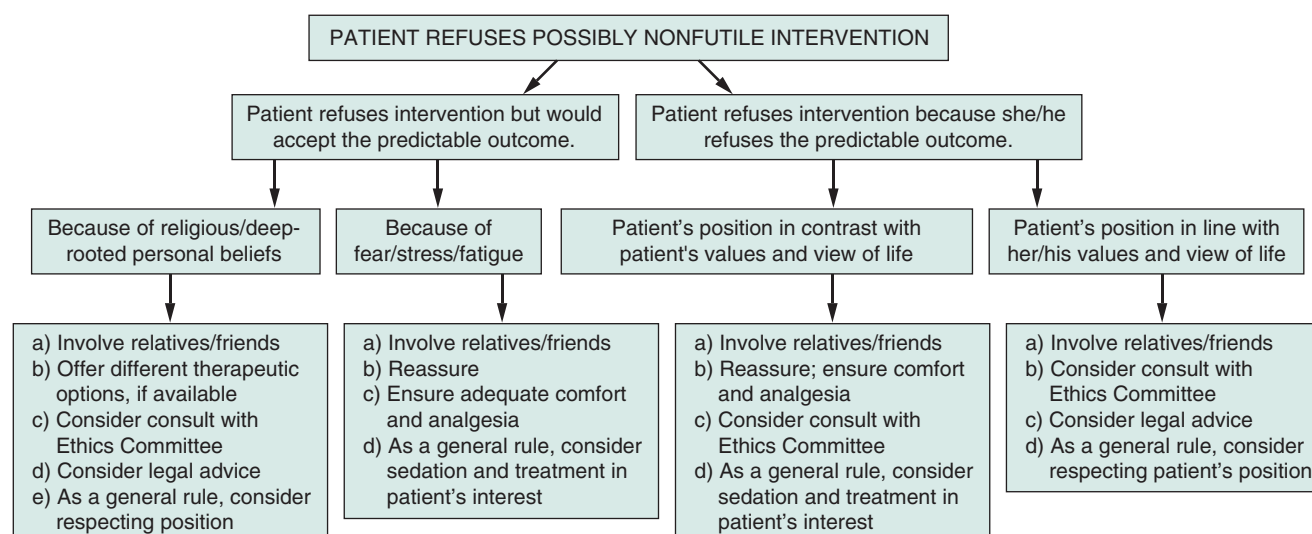 PATIENT REFUSES POSSIBLY NONFUTILE INTERVENTION
Patient refuses intervention but would
accept the predictable outcome.
Patient refuses intervention because she/he
refuses the predictable outcome.
Because of religious/deep-
rooted personal beliefs
Because of
fear/stress/fatigue
Patient’s position in contrast with
patient's values and view of life
Patient’s position in line with
her/his values and view of life
a) Involve relatives/friends
b) Offer different therapeutic
options, if available
c) Consider consult with
Ethics Committee
d) Consider legal advice
e) As a general rule, consider
respecting position
a) Involve relatives/friends
b) Reassure
c) Ensure adequate comfort
and analgesia
d) As a general rule, consider
sedation and treatment in
patient’s interest
a) Involve relatives/friends
b) Reassure; ensure comfort
and analgesia
c) Consider consult with
Ethics Committee
d) As a general rule, consider
sedation and treatment in
patient’s interest
a) Involve relatives/friends
b) Consider consult with
Ethics Committee
c) Consider legal advice
d) As a general rule, consider
respecting patient’s position